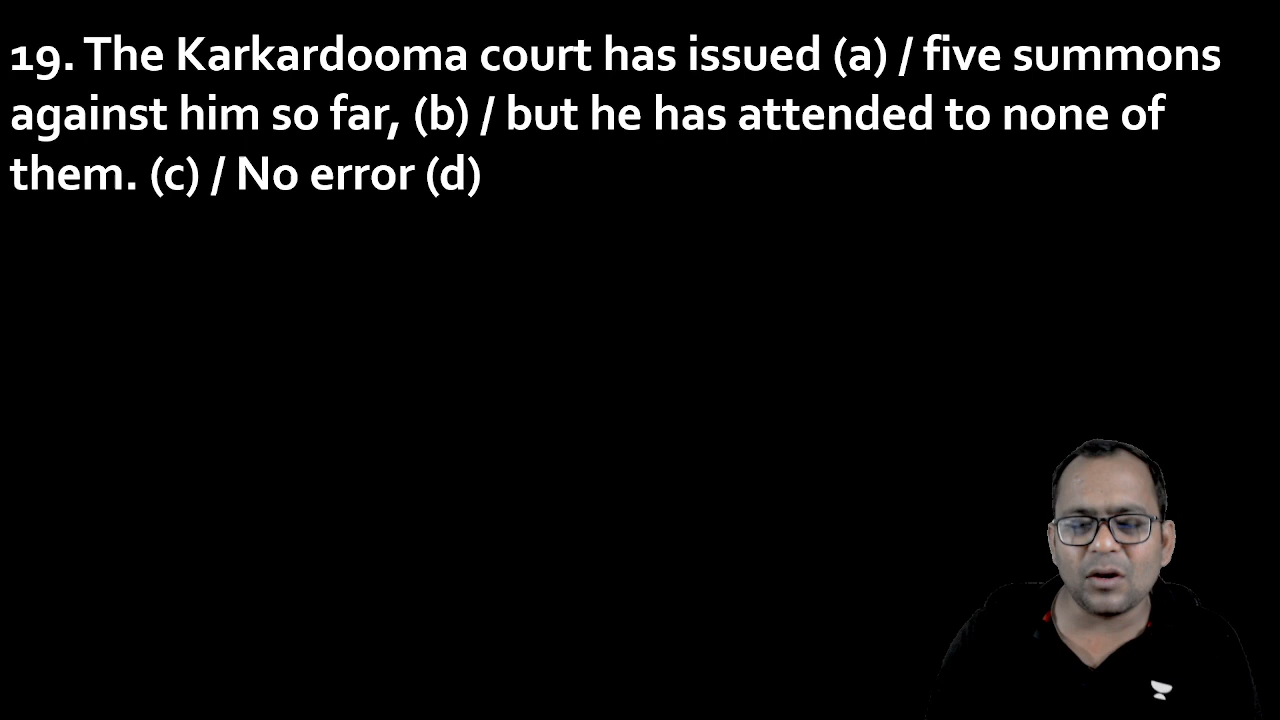 19. The Karkardooma court has issued (a) / five summons
against him so far, (b) / but he has attended to none of
them. (c) / No error (d)